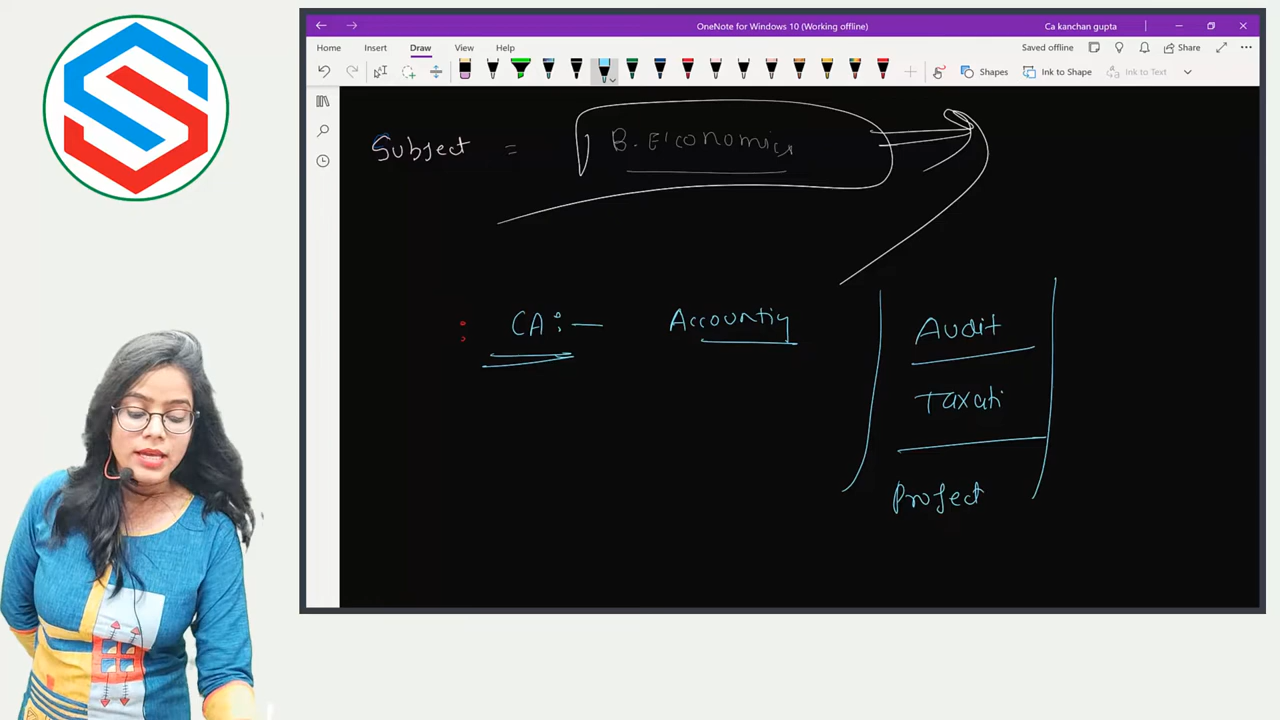 OneNote for Windows 10 (Working offline)
Ca kanchan gupta
Home Insert Draw View Help
Saved offline Share
Shapes Ink to Shape Ink to Text
Subject = B. Economics
CA :— Accounting
Audit
Taxati
Project